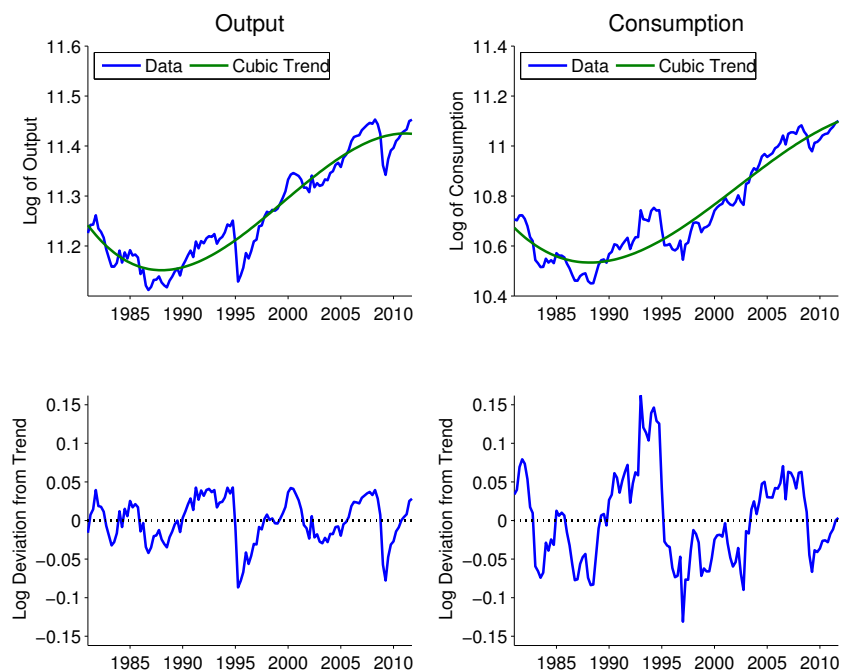 Output
11.6
11.5
11.4
11.3
11.2
Log of Output
Data
Cubic Trend
1985 1990 1995 2000 2005 2010
Consumption
11.4
11.2
11
10.8
10.6
10.4
Log of Consumption
Data
Cubic Trend
1985 1990 1995 2000 2005 2010
0.15
0.1
0.05
0
−0.05
−0.1
−0.15
Log Deviation from Trend
1985 1990 1995 2000 2005 2010
0.15
0.1
0.05
0
−0.05
−0.1
−0.15
Log Deviation from Trend
1985 1990 1995 2000 2005 2010